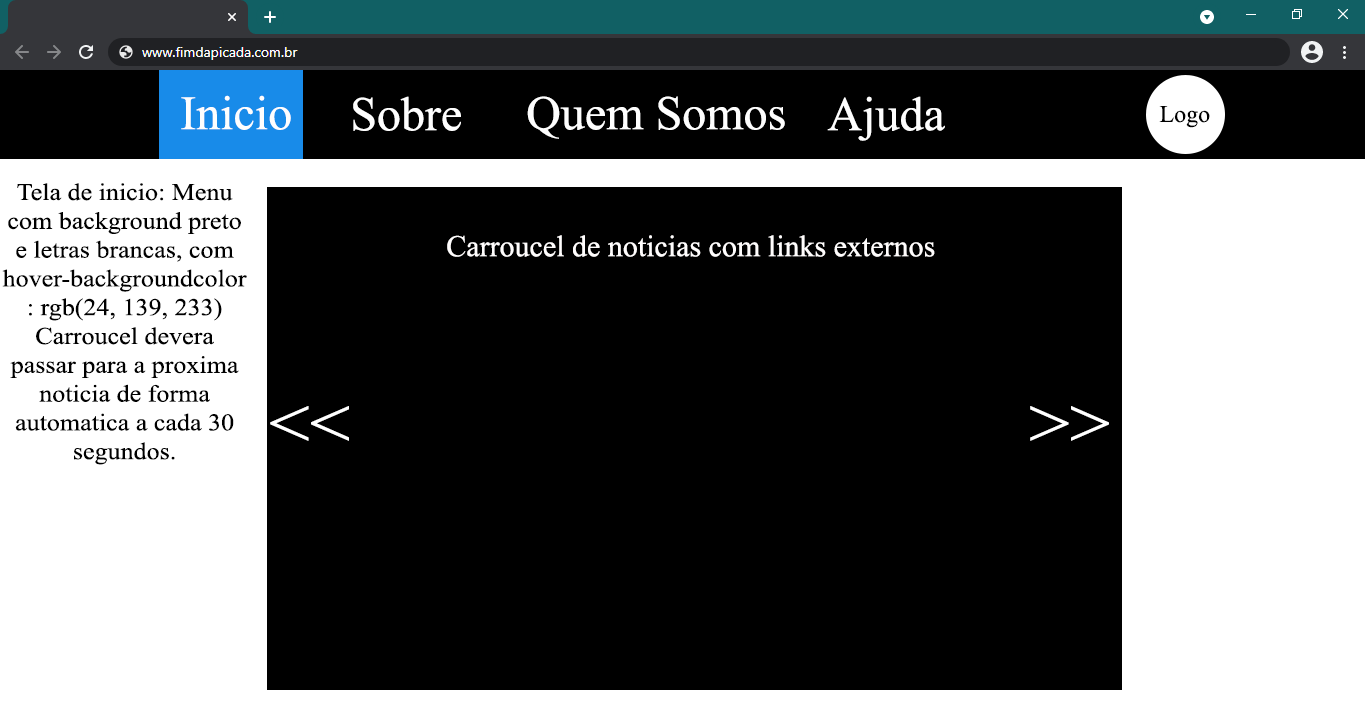 www.fimdapicada.com.br
Inicio Sobre Quem Somos Ajuda Logo
Tela de inicio: Menu
com background preto
e letras brancas, com
hover-backgroundcolor
: rgb(24, 139, 233)
Carroucel devera
passar para a proxima
noticia de forma
automatica a cada 30
segundos.
Carroucel de noticias com links externos
<< >>